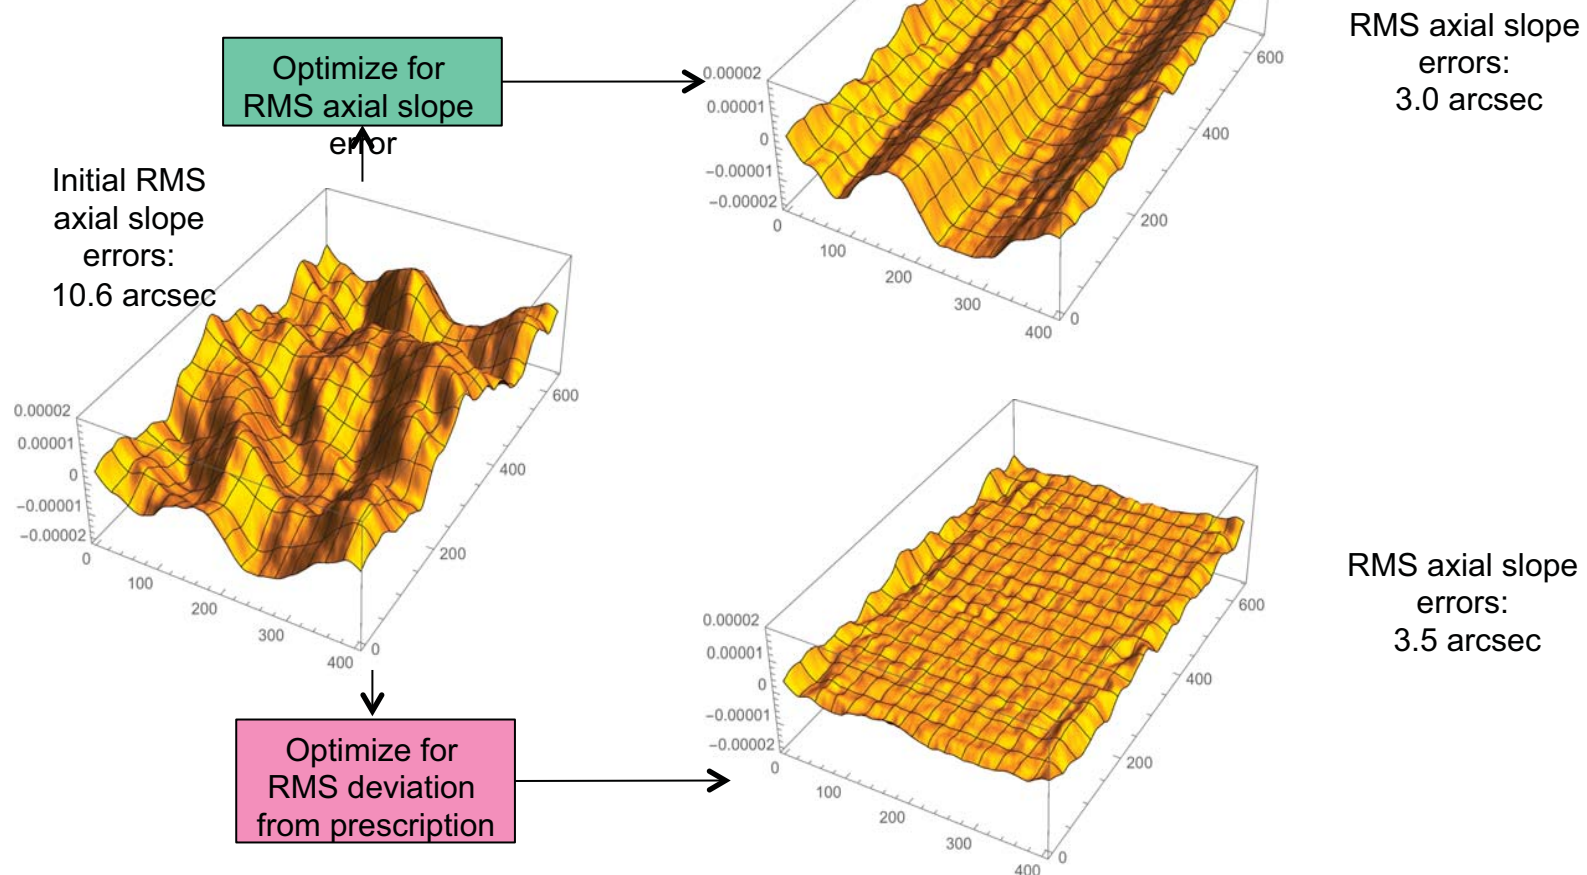 Optimize for
RMS axial slope
error
Initial RMS
axial slope
errors:
10.6 arcsec
0.00002
0.00001
0
−0.00001
−0.00002
0
100
200
300
400
0
200
400
600
0.00002
0.00001
0
−0.00001
−0.00002
0
100
200
300
400
0
200
400
600
RMS axial slope
errors:
3.0 arcsec
Optimize for
RMS deviation
from prescription
0.00002
0.00001
0
−0.00001
−0.00002
0
100
200
300
400
0
200
400
600
RMS axial slope
errors:
3.5 arcsec